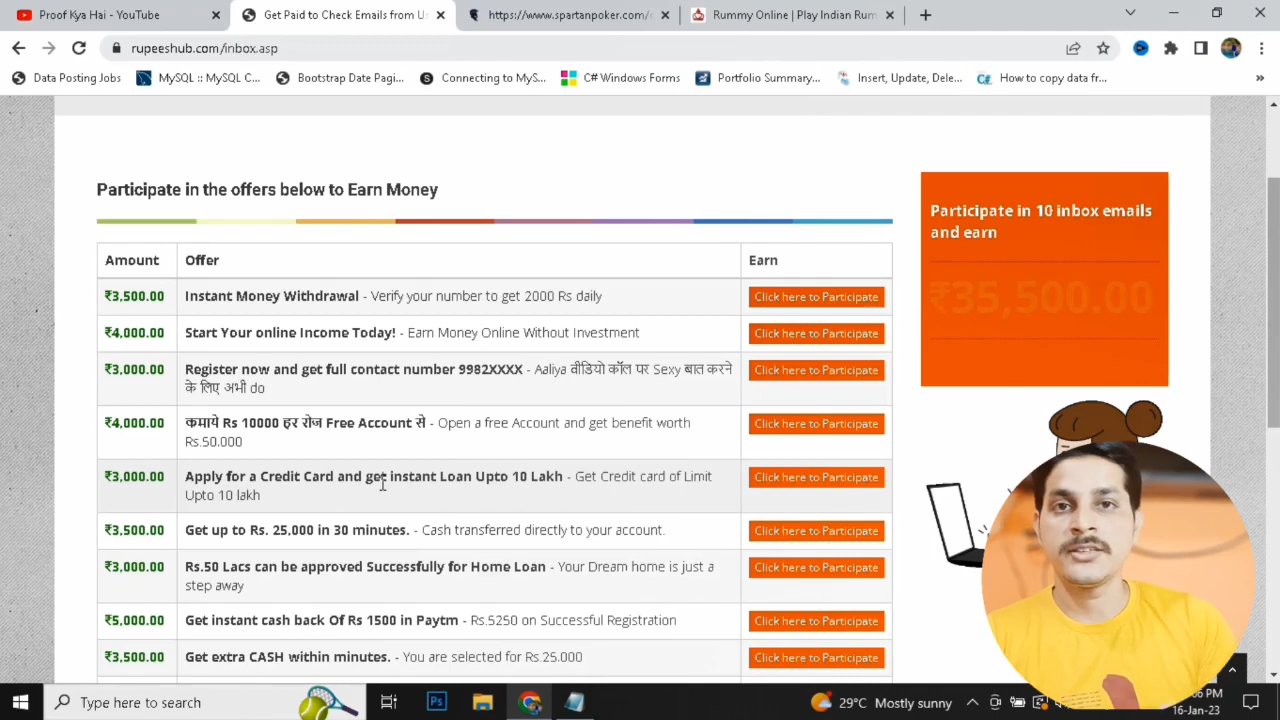 Proof Kya Hai - YouTube
Get Paid to Check Emails from Us
https://www.spartanpoker.com/
Rummy Online | Play Indian Rum
rupeeshub.com/inbox.asp
Data Posting Jobs
MySQL :: MySQL C...
Bootstrap Date Pagi...
Connecting to MyS...
C# Windows Forms
Portfolio Summary...
Insert, Update, Dele...
How to copy data fr...
Participate in the offers below to Earn Money
Amount Offer Earn
₹3,500.00 Instant Money Withdrawal - Verify your number to get 2000 Rs daily Click here to Participate
₹4,000.00 Start Your online Income Today! - Earn Money Online Without Investment Click here to Participate
₹3,000.00 Register now and get full contact number 9982XXXX - Aaliya वीडियो कॉल पर Sexy बात करने Click here to Participate
के लिए अभी do
₹4,000.00 कमाये Rs 10000 हर रोज Free Account से - Open a free Account and get benefit worth Click here to Participate
Rs.50,000
₹3,000.00 Apply for a Credit Card and get instant Loan Upto 10 Lakh - Get Credit card of Limit Click here to Participate
Upto 10 lakh
₹3,500.00 Get up to Rs. 25,000 in 30 minutes. - Cash transferred directly to your account. Click here to Participate
₹3,000.00 Rs.50 Lacs can be approved Successfully for Home Loan - Your Dream home is just a Click here to Participate
step away
₹5,000.00 Get instant cash back Of Rs 1500 in Paytm - Rs.5250 on Successful Registration Click here to Participate
₹3,500.00 Get extra CASH within minutes. - You are selected for Rs.25,000 Click here to Participate
Participate in 10 inbox emails
and earn
₹35,500.00
Type here to search
29°C Mostly sunny
PM
16-Jan-23